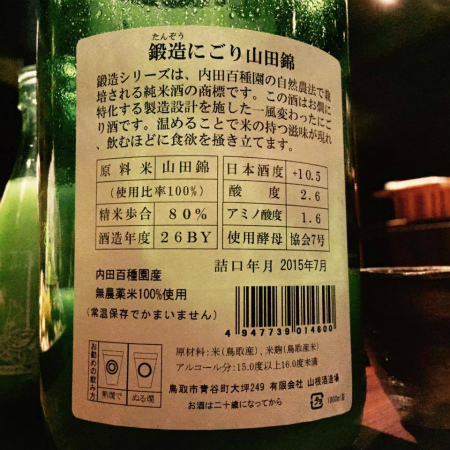 たんぞう
鍛造にごり山田錦
鍛造シリーズは、内田百種園の自然農法で栽
培される純米酒の商標です。この酒はお燗に
特化する製造設計を施した一風変わったにご
り酒です。温めることで米の持つ滋味が現れ
、飲むほどに食欲を掻き立てます。
原料米 山田錦 日本酒度 +10.5
(使用比率100%) 酸度 2.6
精米歩合 80% アミノ酸度 1.6
酒造年度 26BY 使用酵母 協会7号
詰口年月 2015年7月
内田百種園産
無農薬米100%使用
(常温保存でかまいません)
4 947739 014600
お勧めの飲み方
熱燗で ぬる燗
原材料:米(鳥取産)、米麹(鳥取産米)
アルコール分:15.0度以上16.0度未満
鳥取市青谷町大坪249 有限会社 山根酒造場
お酒は二十歳になってから
紙